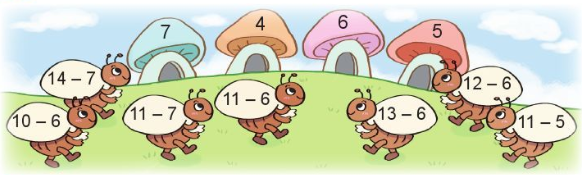 7
4
6
5
14 – 7
12 – 6
11 – 6
11 – 7
13 – 6
10 – 6
11 – 5